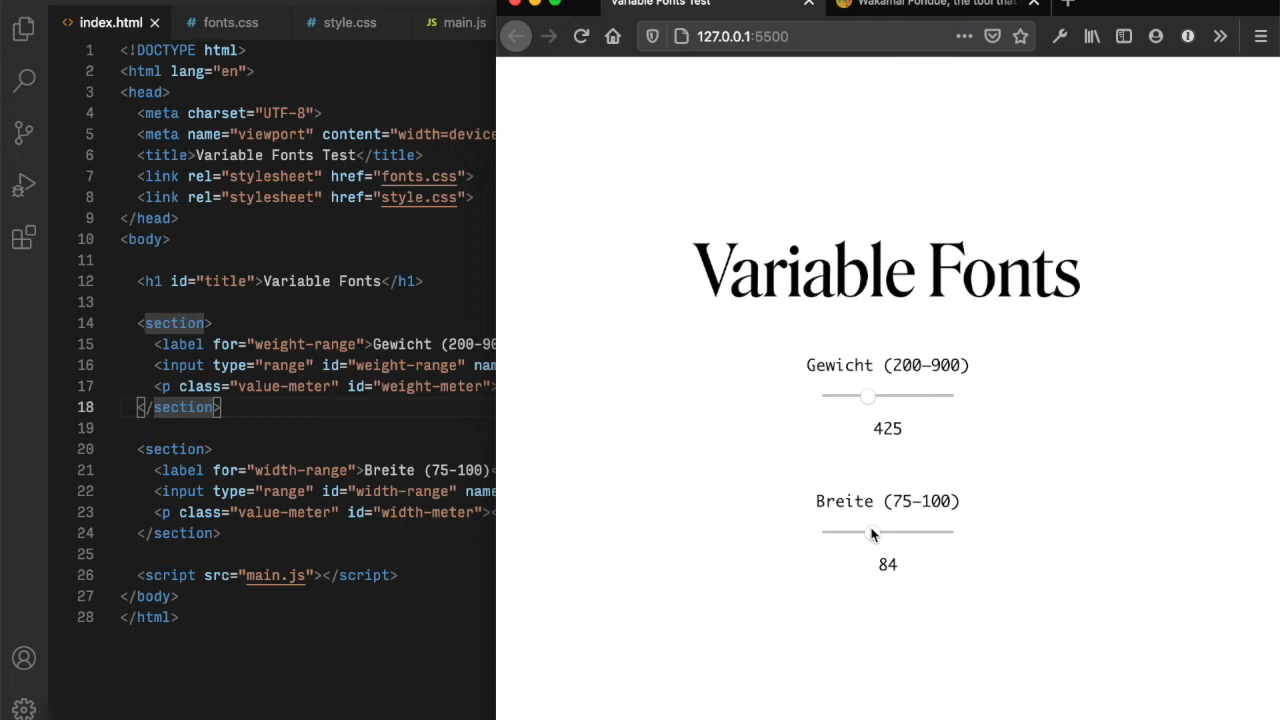 index.html
fonts.css
style.css
main.js
1 <!DOCTYPE html>
2 <html lang="en">
3 <head>
4 <meta charset="UTF-8">
5 <meta name="viewport" content="width=device
6 <title>Variable Fonts Test</title>
7 <link rel="stylesheet" href="fonts.css">
8 <link rel="stylesheet" href="style.css">
9 </head>
10 <body>
11
12 <h1 id="title">Variable Fonts</h1>
13
14 <section>
15 <label for="weight-range">Gewicht (200–90
16 <input type="range" id="weight-range" nam
17 <p class="value-meter" id="weight-meter">
18 </section>
19
20 <section>
21 <label for="width-range">Breite (75-100)<
22 <input type="range" id="width-range" name
23 <p class="value-meter" id="width-meter"><
24 </section>
25
26 <script src="main.js"></script>
27 </body>
28 </html>
Variable Fonts Test
Wakamai Fondue, the tool that
127.0.0.1:5500
Variable Fonts
Gewicht (200–900)
425
Breite (75–100)
84